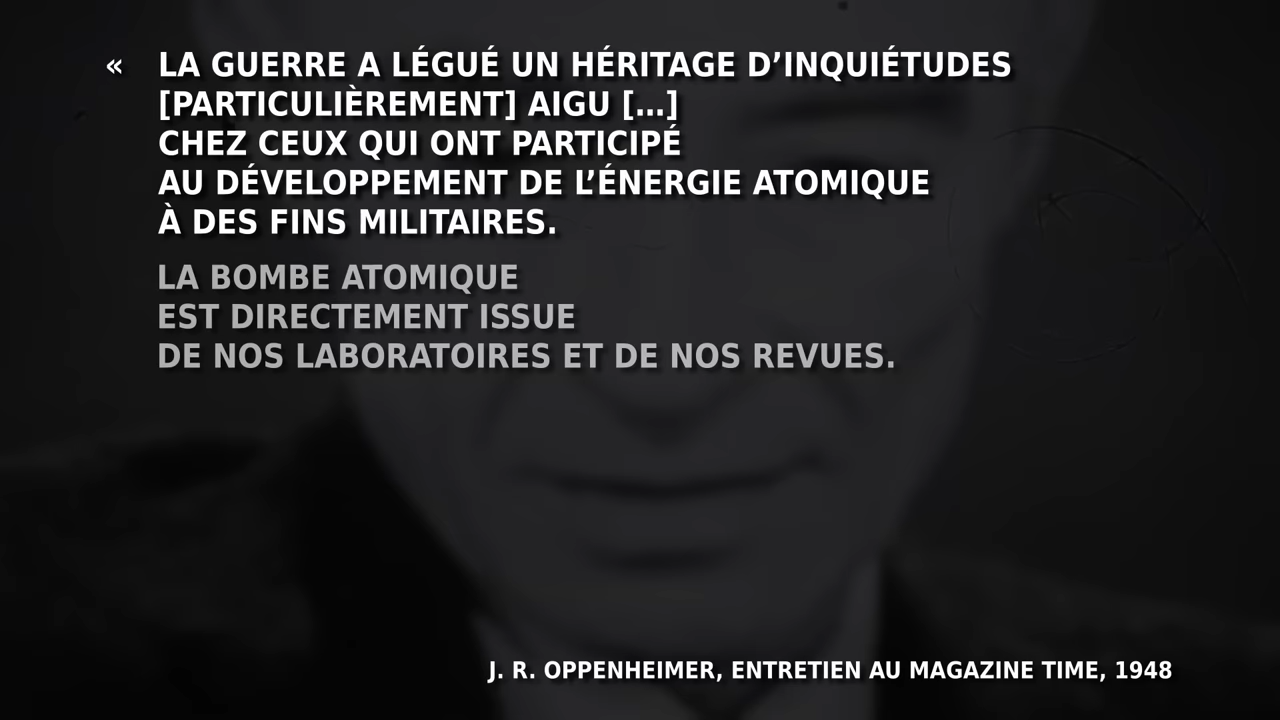 « LA GUERRE A LÉGUÉ UN HÉRITAGE D’INQUIÉTUDES
[PARTICULIÈREMENT] AIGU [...]
CHEZ CEUX QUI ONT PARTICIPÉ
AU DÉVELOPPEMENT DE L’ÉNERGIE ATOMIQUE
À DES FINS MILITAIRES.
LA BOMBE ATOMIQUE
EST DIRECTEMENT ISSUE
DE NOS LABORATOIRES ET DE NOS REVUES.
J. R. OPPENHEIMER, ENTRETIEN AU MAGAZINE TIME, 1948